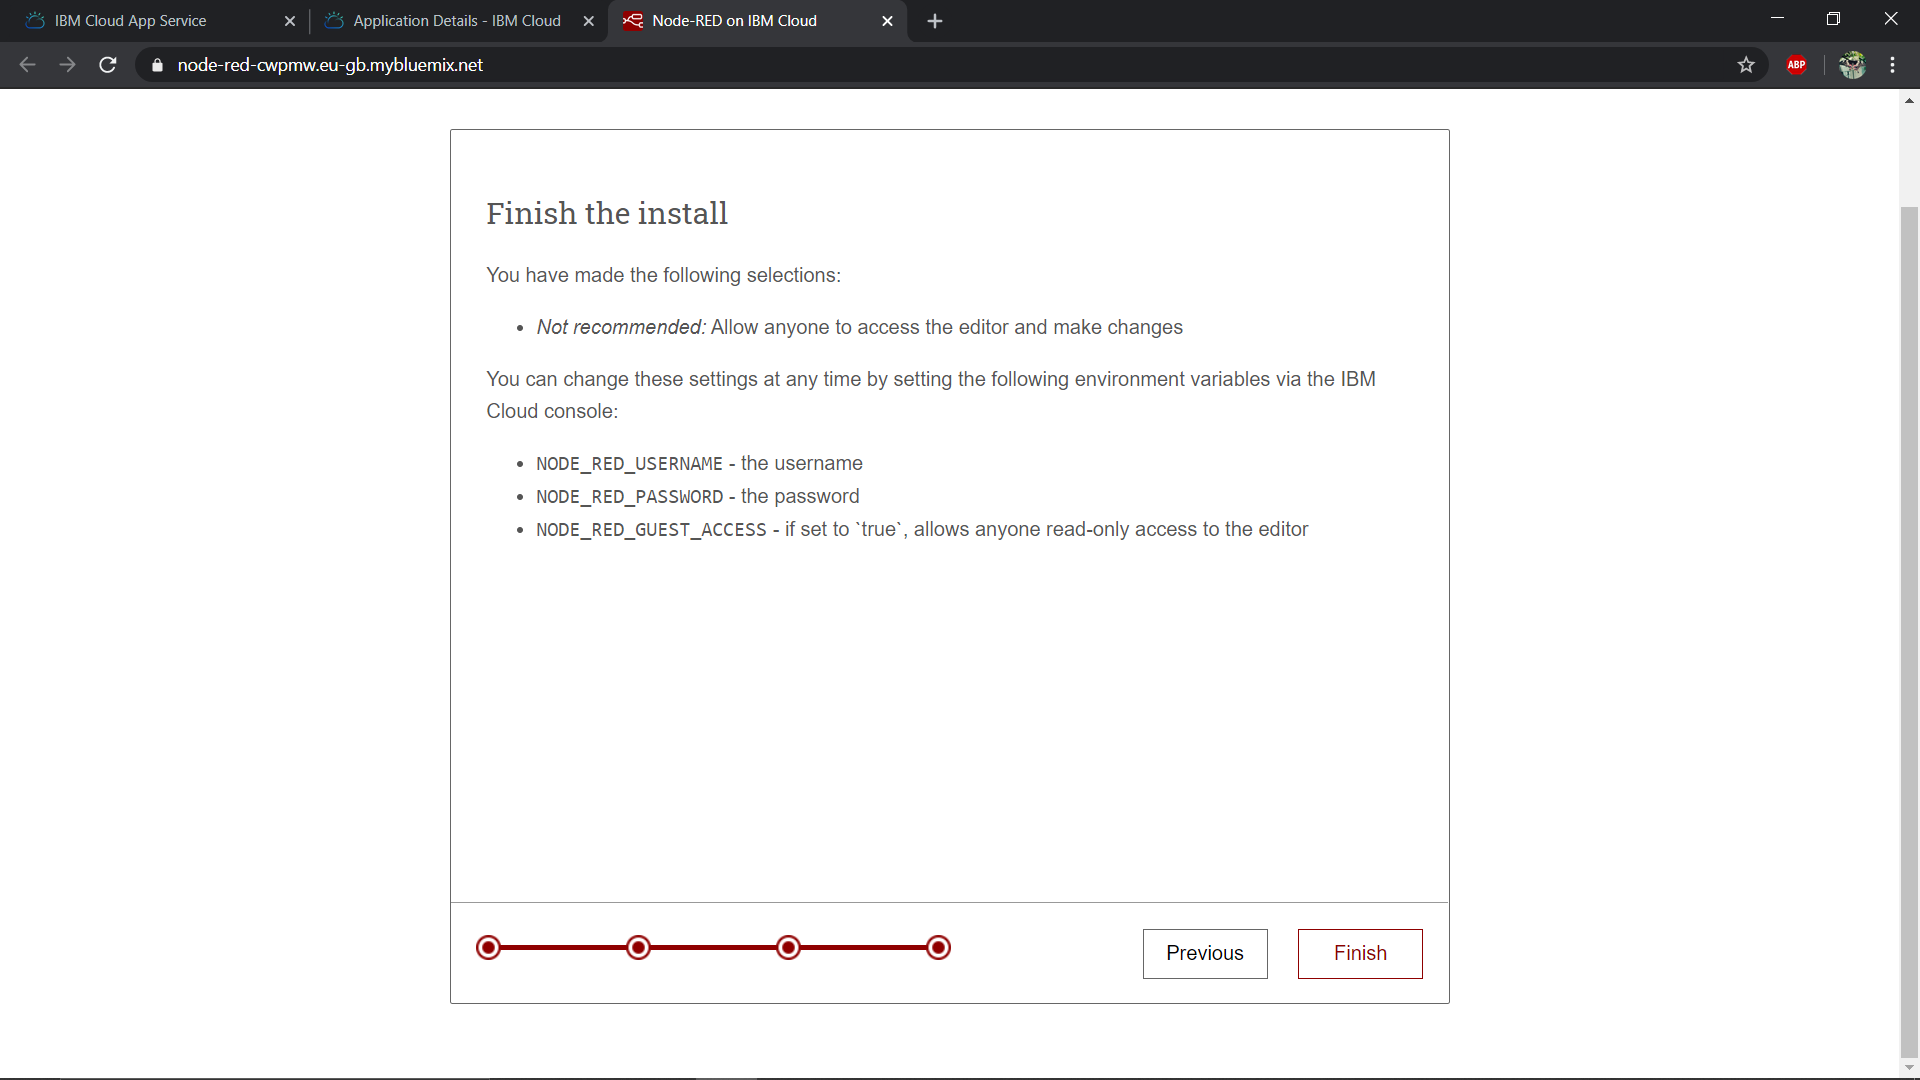 IBM Cloud App Service
Application Details - IBM Cloud
Node-RED on IBM Cloud
node-red-cwpmw.eu-gb.mybluemix.net
ABP
Finish the install
You have made the following selections:
• Not recommended: Allow anyone to access the editor and make changes
You can change these settings at any time by setting the following environment variables via the IBM
Cloud console:
• NODE_RED_USERNAME - the username
• NODE_RED_PASSWORD - the password
• NODE_RED_GUEST_ACCESS - if set to `true`, allows anyone read-only access to the editor
Previous
Finish